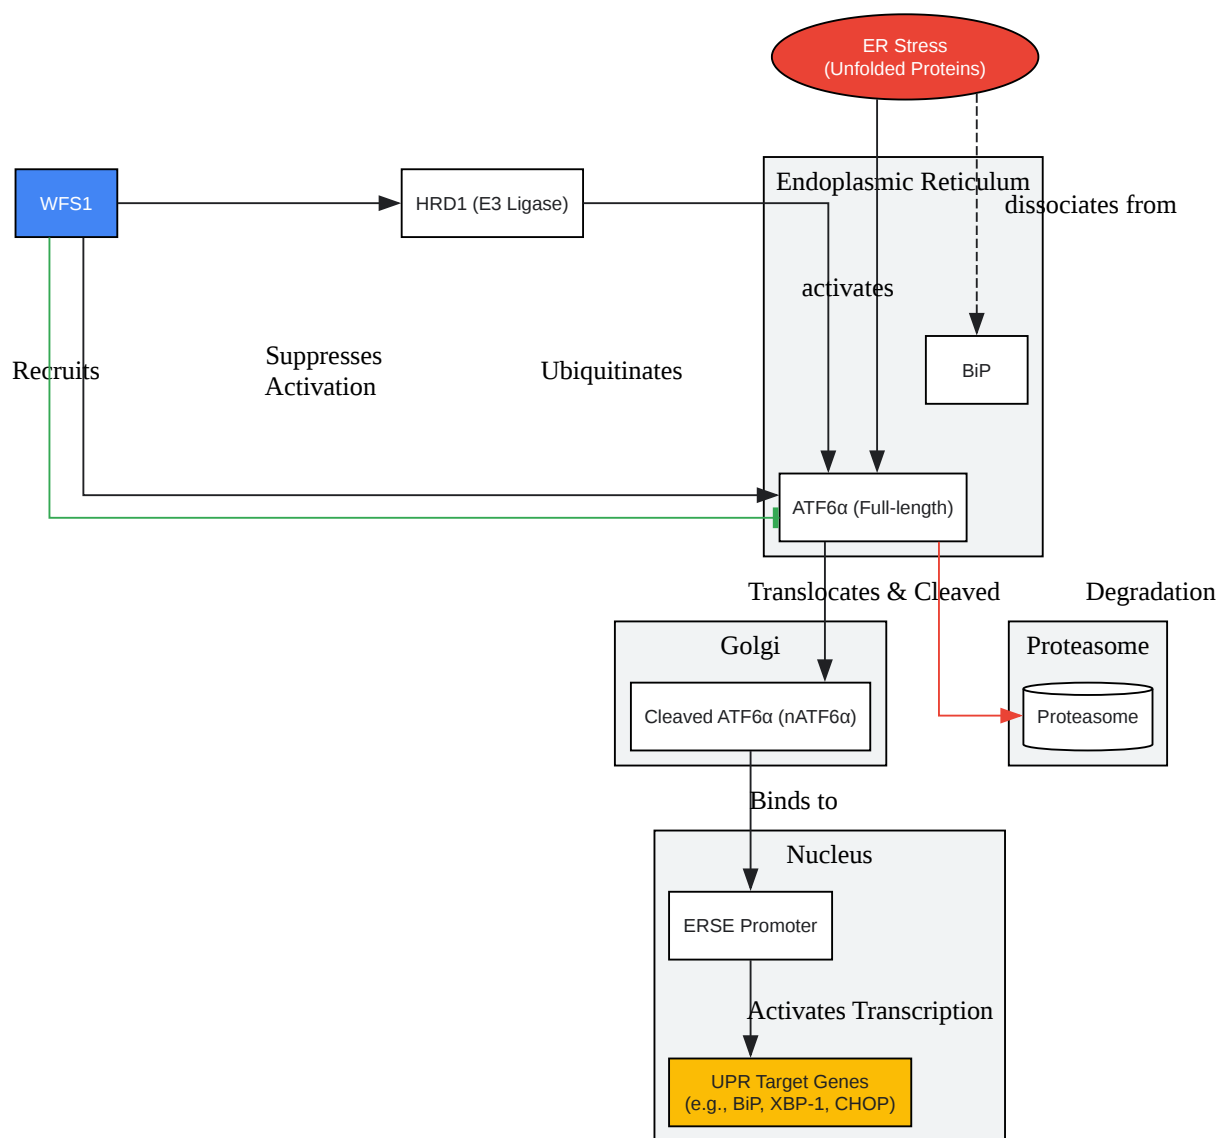 ER Stress
(Unfolded Proteins)
Endoplasmic Reticulum
WFS1
HRD1 (E3 Ligase)
dissociates from
activates
Recruits
Suppresses
Activation
Ubiquitinates
BiP
ATF6α (Full-length)
Translocates & Cleaved
Degradation
Golgi
Proteasome
Cleaved ATF6α (nATF6α)
Proteasome
Binds to
Nucleus
ERSE Promoter
Activates Transcription
UPR Target Genes
(e.g., BiP, XBP-1, CHOP)